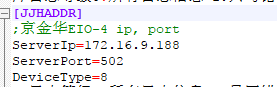 [JJHADDR]
;京金华EIO-4 ip, port
ServerIp=172.16.9.188
ServerPort=502
DeviceType=8